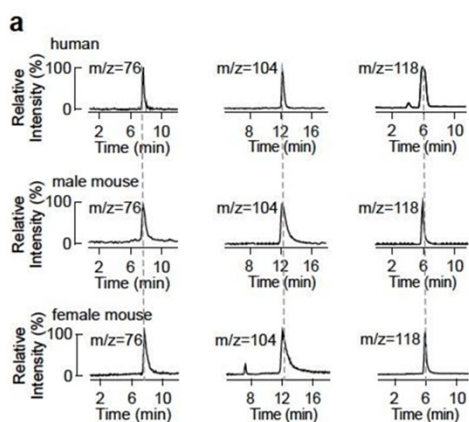 a
human
Relative Intensity (%)
100
0
m/z=76
m/z=104
m/z=118
2 6 10
8 12 16
2 6 10
Time (min)
Time (min)
Time (min)
male mouse
Relative Intensity (%)
100
0
m/z=76
m/z=104
m/z=118
2 6 10
8 12 16
2 6 10
Time (min)
Time (min)
Time (min)
female mouse
Relative Intensity (%)
100
0
m/z=76
m/z=104
m/z=118
2 6 10
8 12 16
2 6 10
Time (min)
Time (min)
Time (min)